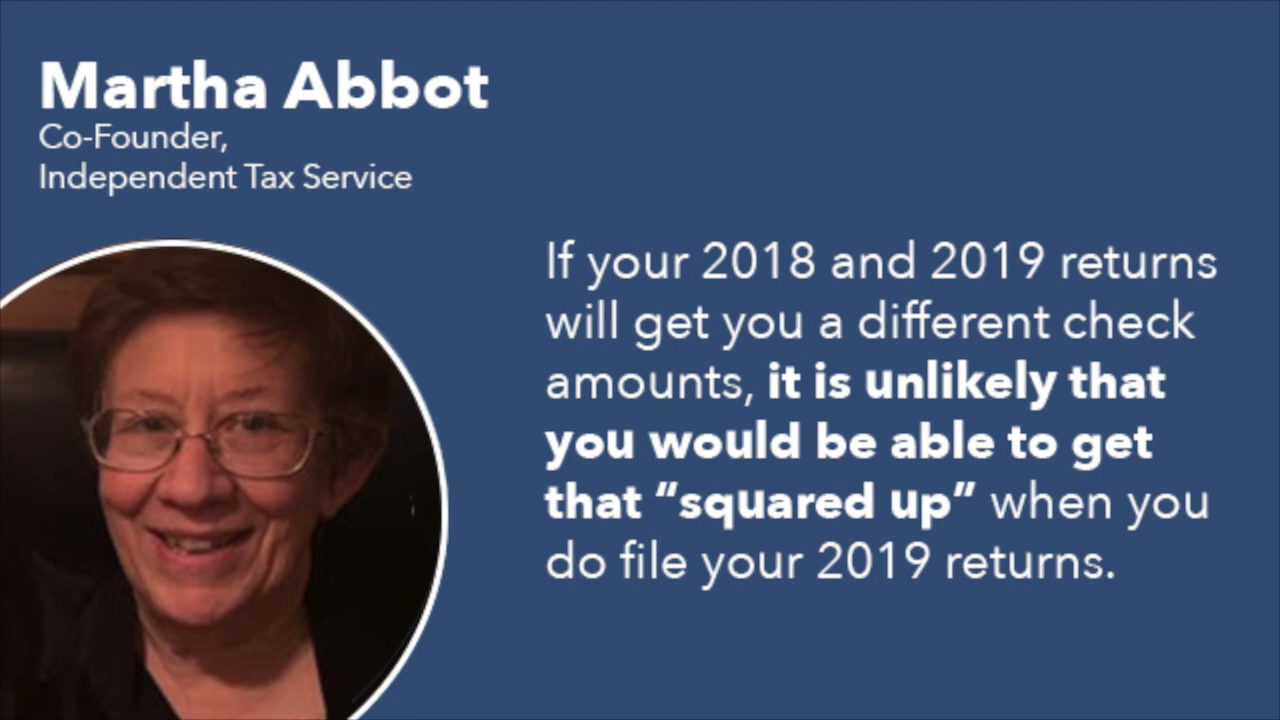 Martha Abbot
Co-Founder,
Independent Tax Service
If your 2018 and 2019 returns
will get you a different check
amounts, it is unlikely that
you would be able to get
that “squared up” when you
do file your 2019 returns.